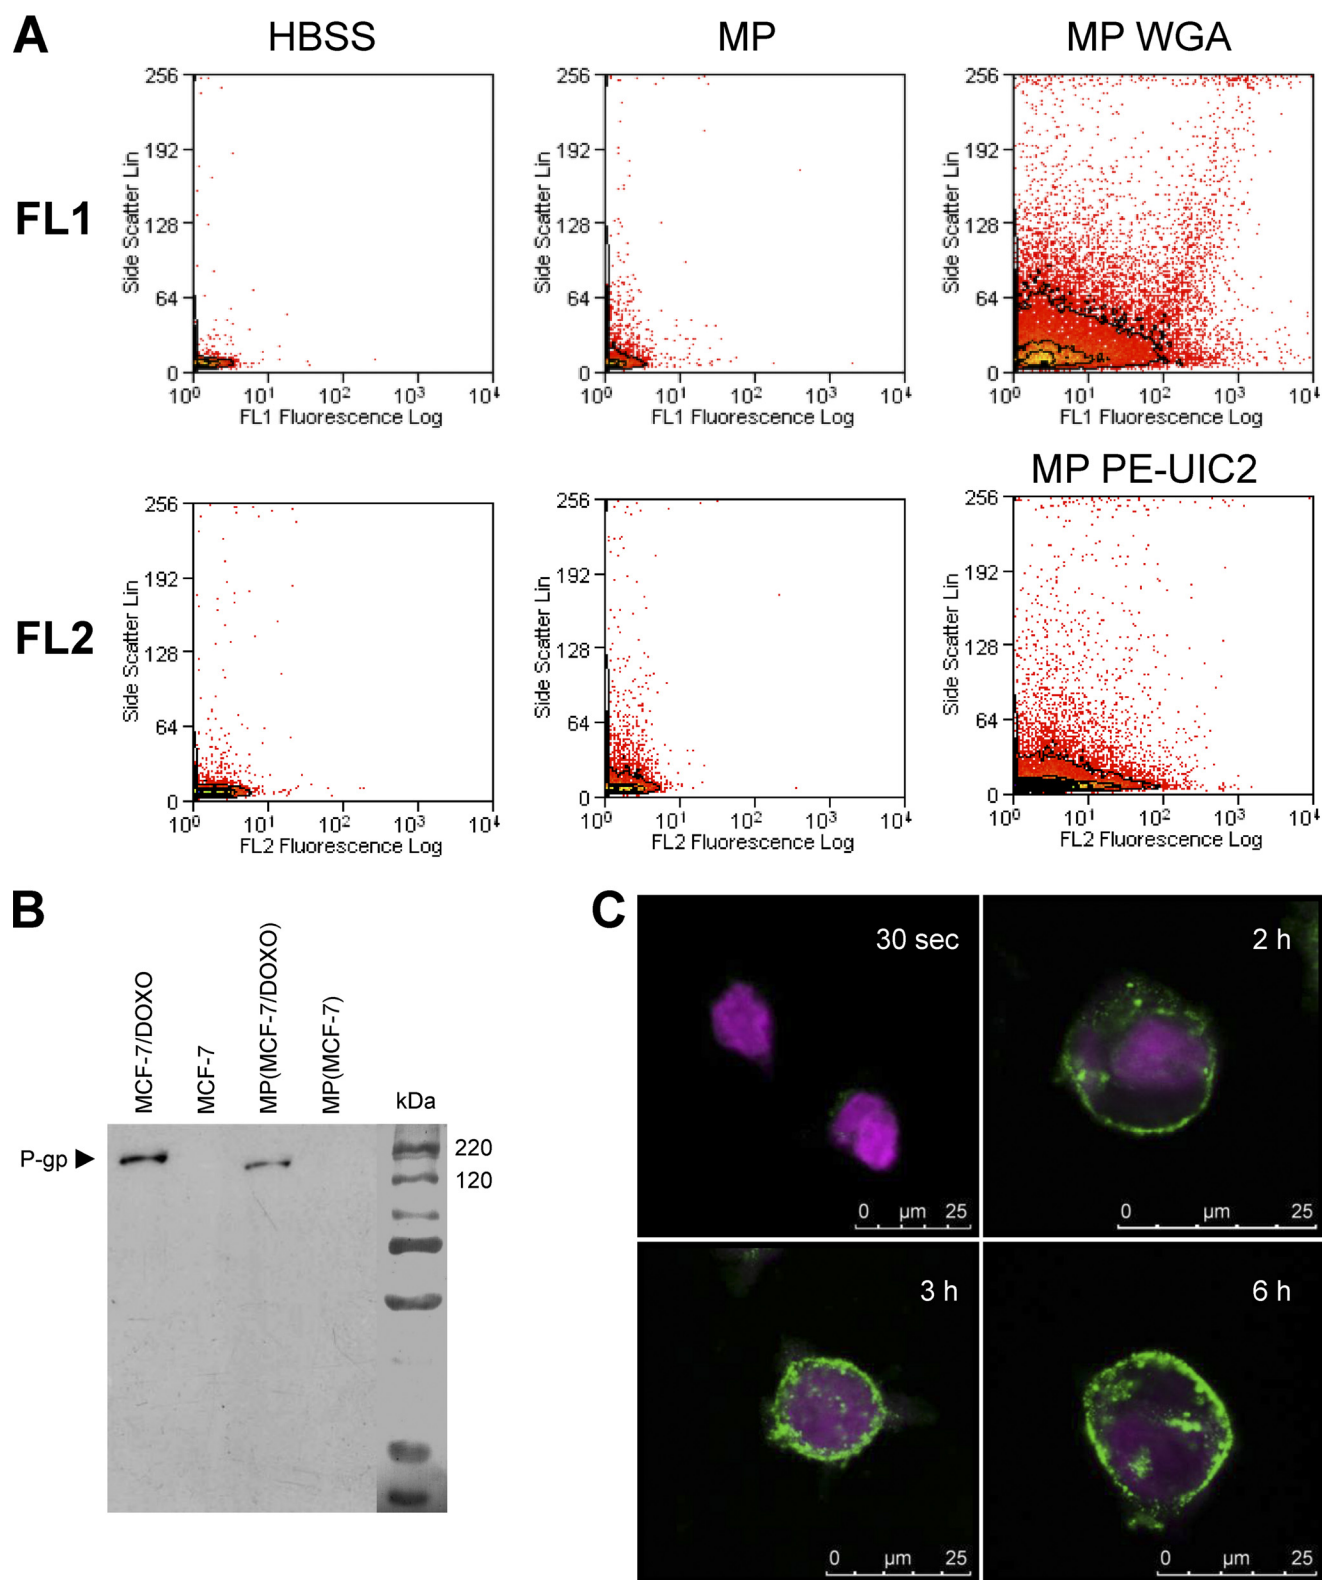 A
HBSS
MP
MP WGA
FL1
256
192
128
64
0
Side Scatter Lin
10⁰ 10¹ 10² 10³ 10⁴
FL1 Fluorescence Log
256
192
128
64
0
Side Scatter Lin
10⁰ 10¹ 10² 10³ 10⁴
FL1 Fluorescence Log
256
192
128
64
0
Side Scatter Lin
10⁰ 10¹ 10² 10³ 10⁴
FL1 Fluorescence Log
MP PE-UIC2
FL2
256
192
128
64
0
Side Scatter Lin
10⁰ 10¹ 10² 10³ 10⁴
FL2 Fluorescence Log
256
192
128
64
0
Side Scatter Lin
10⁰ 10¹ 10² 10³ 10⁴
FL2 Fluorescence Log
256
192
128
64
0
Side Scatter Lin
10⁰ 10¹ 10² 10³ 10⁴
FL2 Fluorescence Log
B
MCF-7/DOXO
MCF-7
MP(MCF-7/DOXO)
MP(MCF-7)
kDa
P-gp
220
120
C
30 sec
0 µm 25
2 h
0 µm 25
3 h
0 µm 25
6 h
0 µm 25